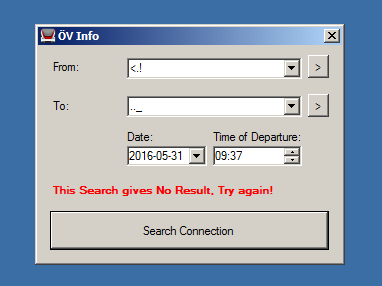 ÖV Info
From: <.! >
To: .._ >
Date: Time of Departure:
2016-05-31 09:37
This Search gives No Result, Try again!
Search Connection